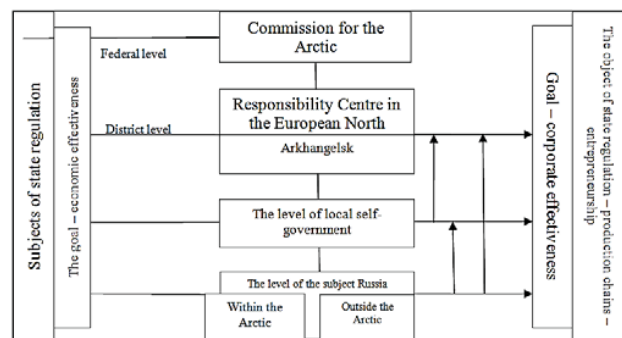 Subjects of state regulation
The goal – economic effectiveness
Federal level
Commission for the
Arctic
Responsibility Centre in
the European North
District level
Arkhangelsk
The level of local self-
government
The level of the subject Russia
Within the
Arctic
Outside the
Arctic
Goal – corporate effectiveness
The object of state regulation – production chains –
entrepreneurship